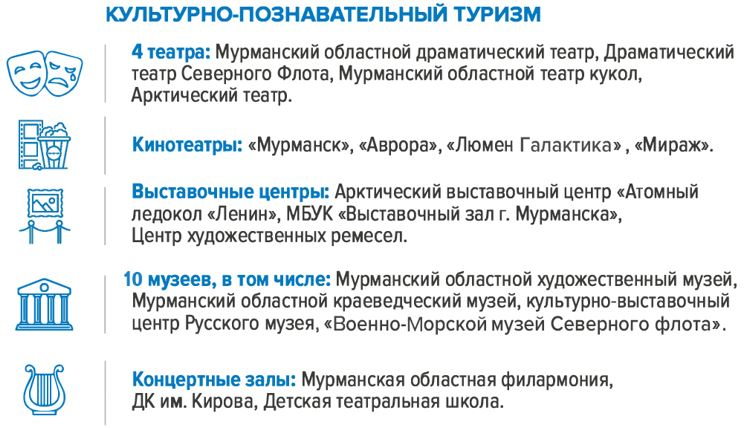 КУЛЬТУРНО-ПОЗНАВАТЕЛЬНЫЙ ТУРИЗМ
4 театра: Мурманский областной драматический театр, Драматический
театр Северного Флота, Мурманский областной театр кукол,
Арктический театр.
Кинотеатры: «Мурманск», «Аврора», «Люмен Галактика» , «Мираж».
Выставочные центры: Арктический выставочный центр «Атомный
ледокол «Ленин», МБУК «Выставочный зал г. Мурманска»,
Центр художественных ремесел.
10 музеев, в том числе: Мурманский областной художественный музей,
Мурманский областной краеведческий музей, культурно-выставочный
центр Русского музея, «Военно-Морской музей Северного флота».
Концертные залы: Мурманская областная филармония,
ДК им. Кирова, Детская театральная школа.